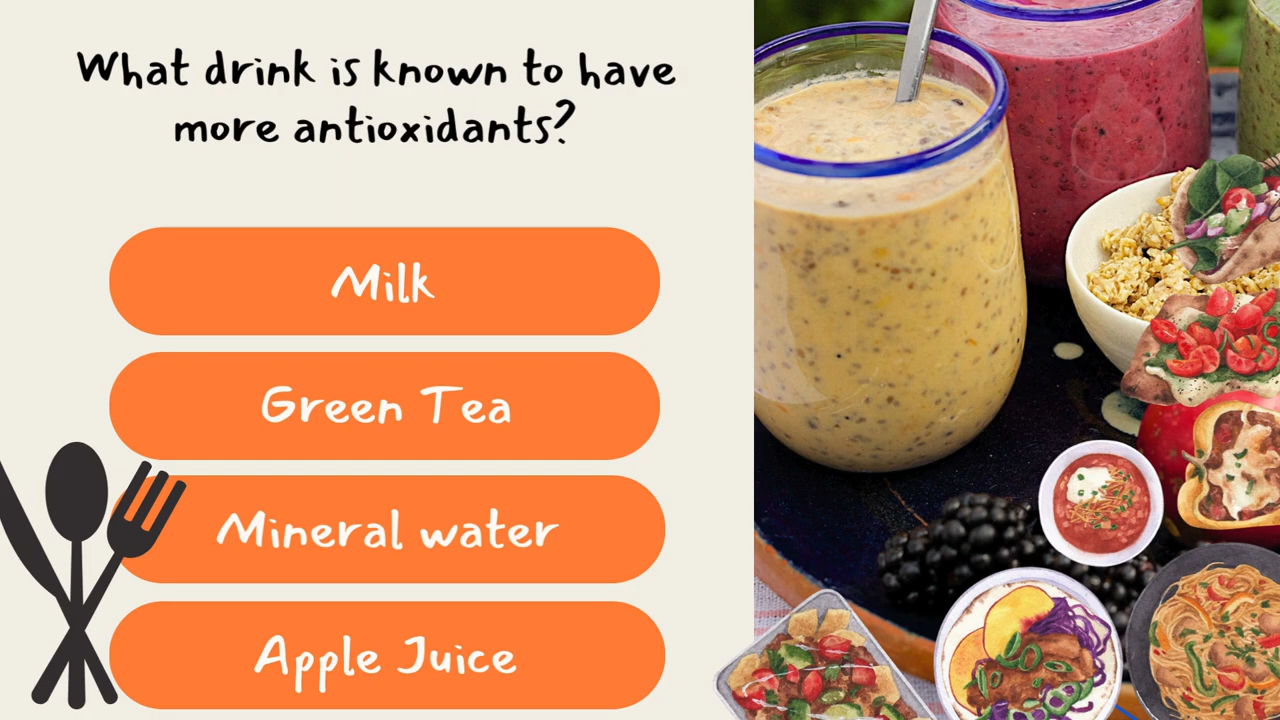 What drink is known to have
more antioxidants?
Milk
Green Tea
Mineral water
Apple Juice